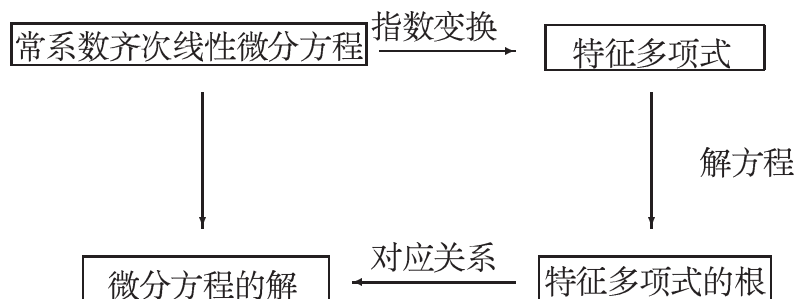 常系数齐次线性微分方程
指数变换
特征多项式
解方程
微分方程的解
对应关系
特征多项式的根